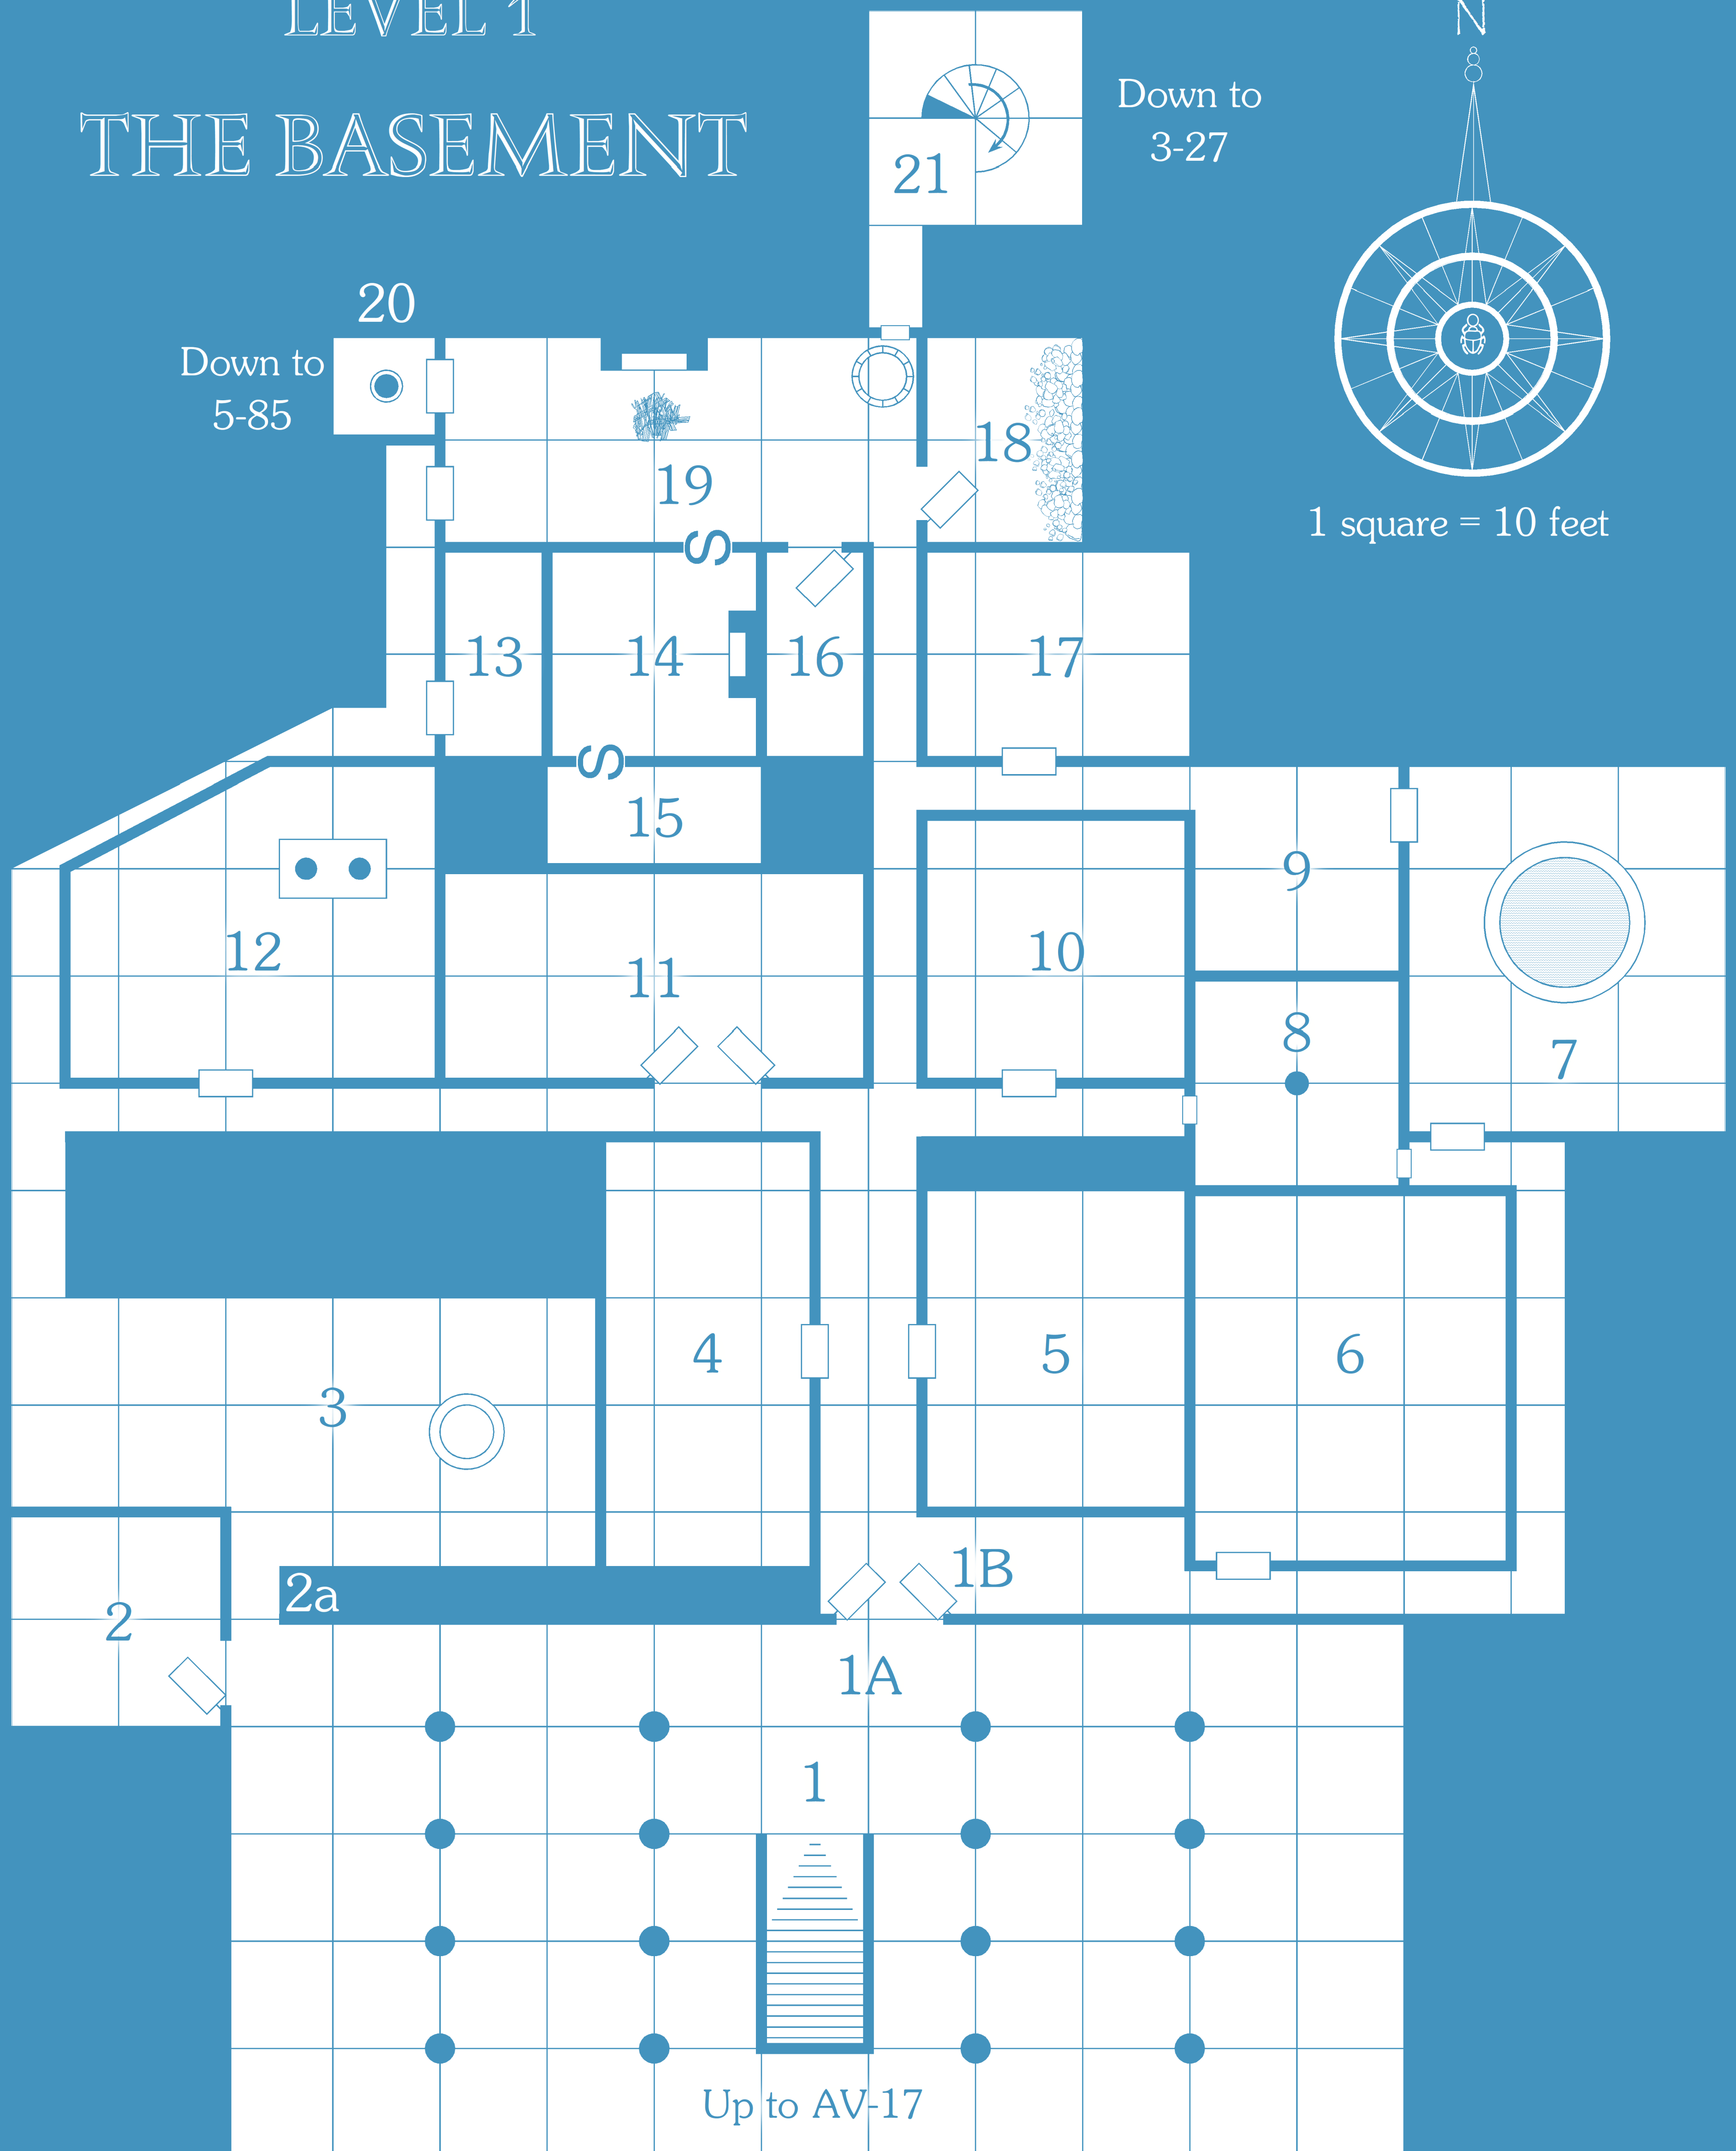 LEVEL 1
THE BASEMENT
N
Down to
3-27
21
20
Down to
5-85
18
19
S
1 square = 10 feet
13
14
16
17
S
15
9
12
11
10
8
7
4
5
6
3
1B
2a
2
1A
1
Up to AV-17